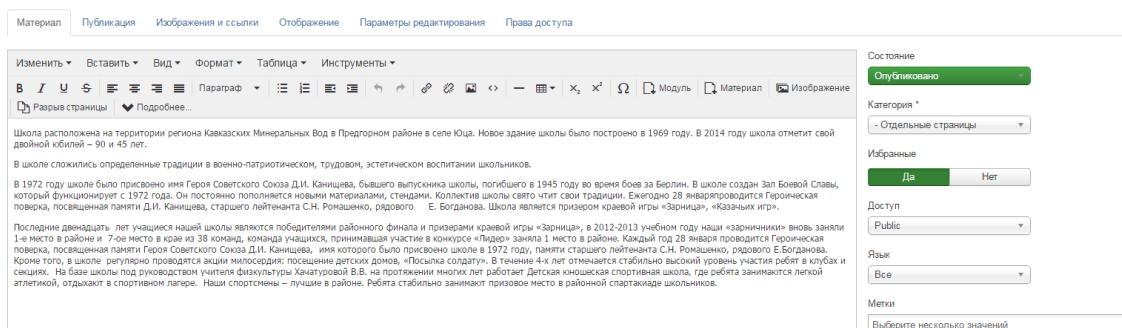 Материал Публикация Изображения и ссылки Отображение Параметры редактирования Права доступа
Изменить Вставить Вид Формат Таблица Инструменты
B I U S Параграф x₂ x² Ω Модуль Материал Изображение
Разрыв страницы Подробнее...
Школа расположена на территории региона Кавказских Минеральных Вод в Предгорном районе в селе Юца. Новое здание школы было построено в 1969 году. В 2014 году школа отметит свой
двойной юбилей – 90 и 45 лет.
В школе сложились определенные традиции в военно-патриотическом, трудовом, эстетическом воспитании школьников.
В 1972 году школе было присвоено имя Героя Советского Союза Д.И. Канищева, бывшего выпускника школы, погибшего в 1945 году во время боев за Берлин. В школе создан Зал Боевой Славы,
который функционирует с 1972 года. Он постоянно пополняется новыми материалами, стендами. Коллектив школы свято чтит свои традиции. Ежегодно 28 январяпроводится Героическая
поверка, посвященная памяти Д.И. Канищева, старшего лейтенанта С.Н. Ромашенко, рядового Е. Богданова. Школа является призером краевой игры «Зарница», «Казачьих игр».
Последние двенадцать лет учащиеся нашей школы являются победителями районного финала и призерами краевой игры «Зарница», в 2012-2013 учебном году наши «зарничники» вновь заняли
1-е место в районе и 7-ое место в крае из 38 команд, команда учащихся, принимавшая участие в конкурсе «Лидер» заняла 1 место в районе. Каждый год 28 января проводится Героическая
поверка, посвященная памяти Героя Советского Союза Д.И. Канищева, имя которого было присвоено школе в 1972 году, памяти старшего лейтенанта С.Н. Ромашенко, рядового Е.Богданова.
Кроме того, в школе регулярно проводятся акции милосердия: посещение детских домов, «Посылка солдату». В течение 4-х лет отмечается стабильно высокий уровень участия ребят в клубах и
секциях. На базе школы под руководством учителя физкультуры Хачатуровой В.В. на протяжении многих лет работает Детская юношеская спортивная школа, где ребята занимаются легкой
атлетикой, отдыхают в спортивном лагере. Наши спортсмены – лучшие в районе. Ребята стабильно занимают призовое место в районной спартакиаде школьников.
Состояние
Опубликовано
Категория *
- Отдельные страницы
Избранные
Да Нет
Доступ
Public
Язык
Все
Метки
Выберите несколько значений